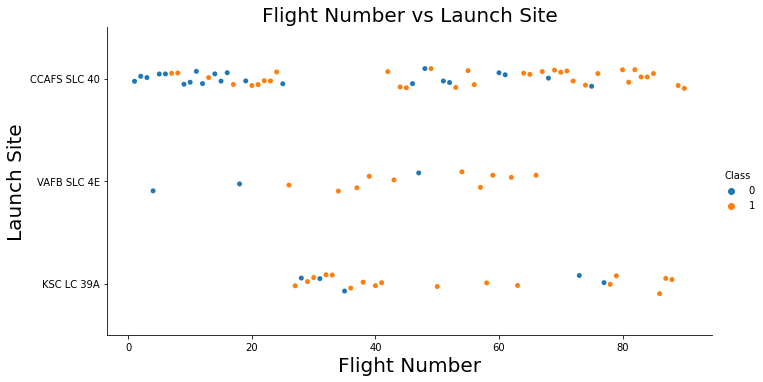 Flight Number vs Launch Site
Launch Site
CCAFS SLC 40
VAFB SLC 4E
KSC LC 39A
0 20 40 60 80
Flight Number
Class
0
1